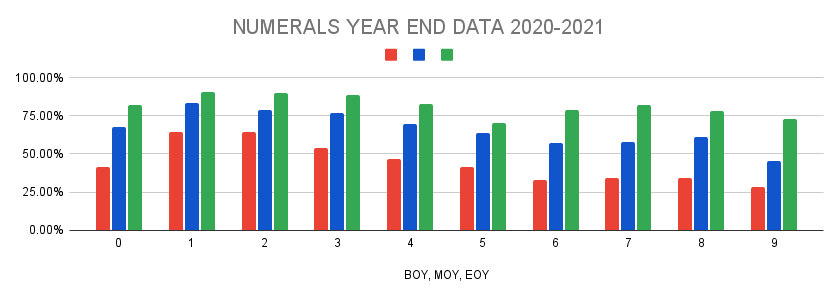 NUMERALS YEAR END DATA 2020-2021
100.00%
75.00%
50.00%
25.00%
0.00%
0 1 2 3 4 5 6 7 8 9
BOY, MOY, EOY